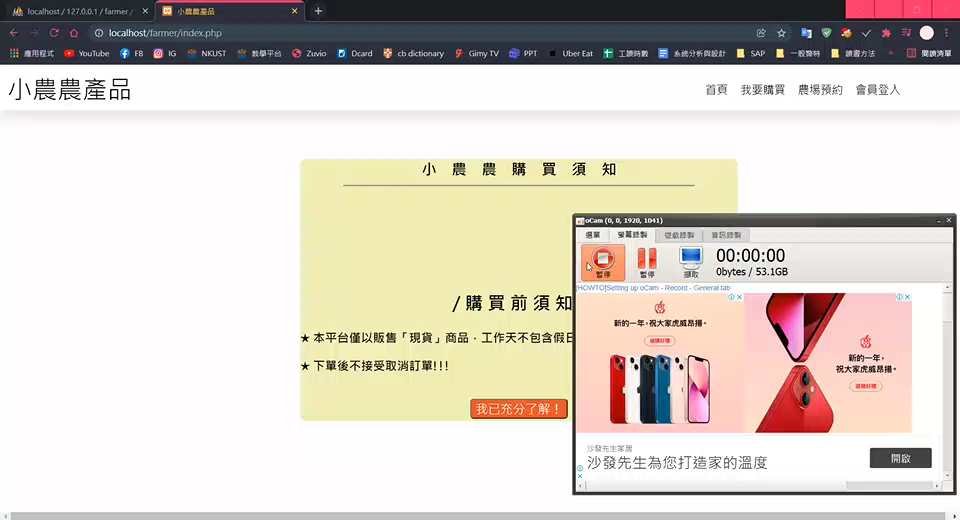 localhost / 127.0.0.1 / farmer /
小農農產品
localhost/farmer/index.php
應用程式 YouTube FB IG NKUST 教學平台 Zuvio Dcard cb dictionary Gimy TV PPT Uber Eat 工讀時數 系統分析與設計 SAP 一般醫時 讀書方法 » 閱讀清單
小農農產品
首頁 我要購買 農場預約 會員登入
小農農購買須知
/購買前須知
★ 本平台僅以販售「現貨」商品，工作天不包含假日
★ 下單後不接受取消訂單!!!
我已充分了解！
oCam (0, 0, 1920, 1041)
選單 螢幕錄製 遊戲錄製 音訊錄製
暫停 暫停 擷取
00:00:00
0bytes / 53.1GB
[HOWTO]Setting up oCam - Record - General tab
新的一年，祝大家虎威昂揚。
選購好禮
新的一年，
祝大家虎威昂揚。
選購好禮
沙發先生家居
沙發先生為您打造家的溫度
開啟